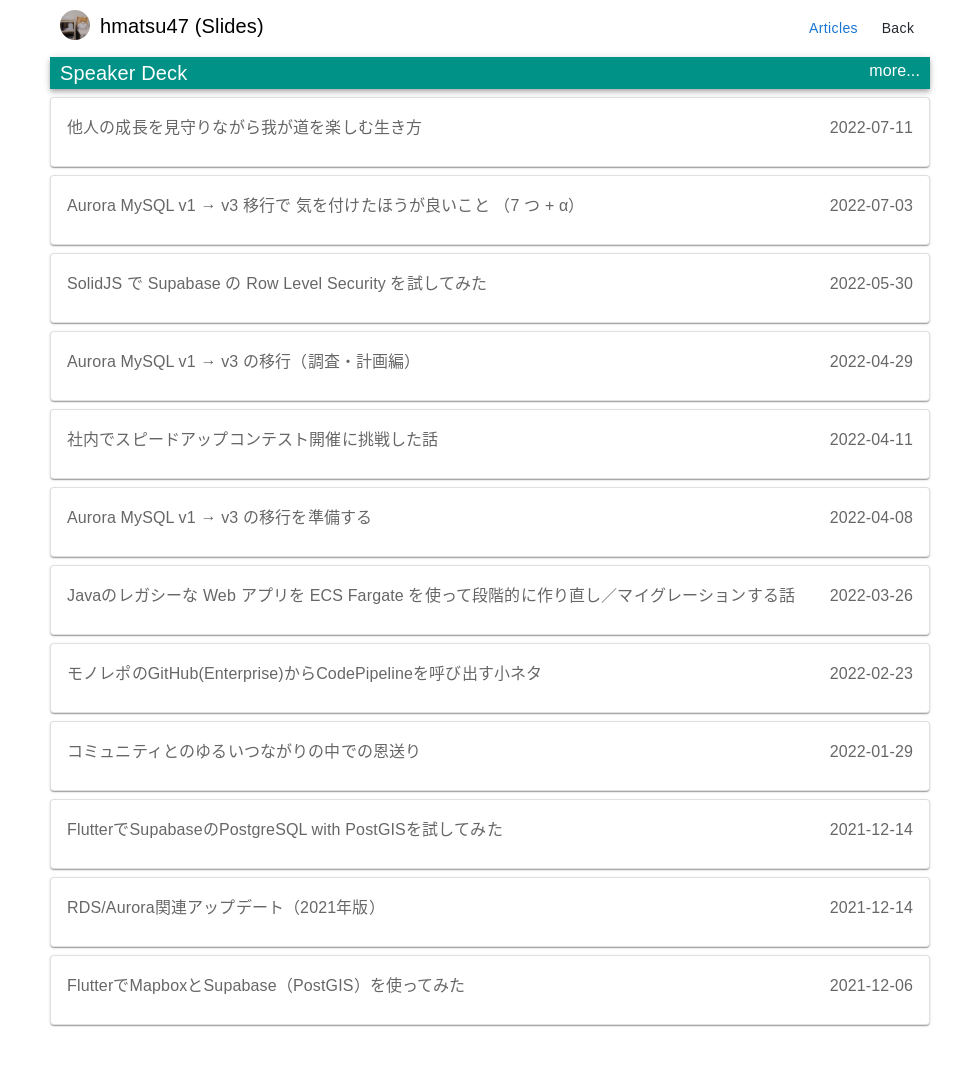 hmatsu47 (Slides)
Articles
Back
Speaker Deck
more...
他人の成長を見守りながら我が道を楽しむ生き方
2022-07-11
Aurora MySQL v1 → v3 移行で 気を付けたほうが良いこと （7 つ + α）
2022-07-03
SolidJS で Supabase の Row Level Security を試してみた
2022-05-30
Aurora MySQL v1 → v3 の移行（調査・計画編）
2022-04-29
社内でスピードアップコンテスト開催に挑戦した話
2022-04-11
Aurora MySQL v1 → v3 の移行を準備する
2022-04-08
Javaのレガシーな Web アプリを ECS Fargate を使って段階的に作り直し／マイグレーションする話
2022-03-26
モノレポのGitHub(Enterprise)からCodePipelineを呼び出す小ネタ
2022-02-23
コミュニティとのゆるいつながりの中での恩送り
2022-01-29
FlutterでSupabaseのPostgreSQL with PostGISを試してみた
2021-12-14
RDS/Aurora関連アップデート（2021年版）
2021-12-14
FlutterでMapboxとSupabase（PostGIS）を使ってみた
2021-12-06